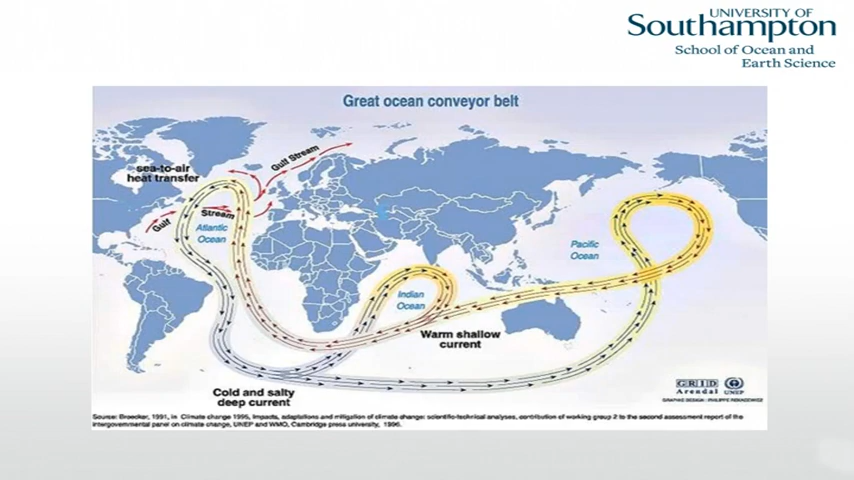 UNIVERSITY OF
Southampton
School of Ocean and
Earth Science
Great ocean conveyor belt
sea-to-air
heat transfer
Gulf Stream
Gulf
Stream
Atlantic
Ocean
Pacific
Ocean
Indian
Ocean
Warm shallow
current
Cold and salty
deep current
GRID
Arendal
UNEP
GRAPHIC DESIGN : PHILIPPE REKACEWICZ
Source: Broecker, 1991, in Climate change 1995, Impacts, adaptations and mitigation of climate change: scientific-technical analyses, contribution of working group 2 to the second assessment report of the
intergovernmental panel on climate change, UNEP and WMO, Cambridge press university, 1996.